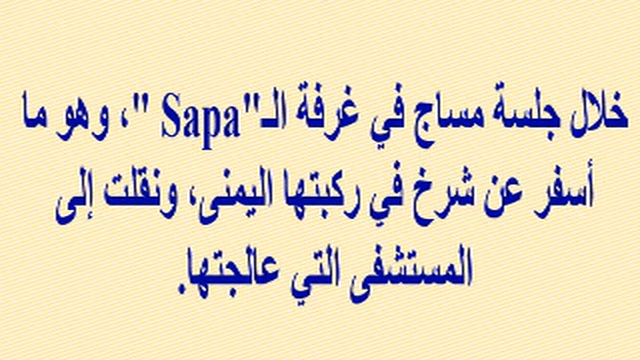 خلال جلسة مساج في غرفة الـ"Sapa "، وهو ما
أسفر عن شرخ في ركبتها اليمنى، ونقلت إلى
المستشفى التي عالجتها.